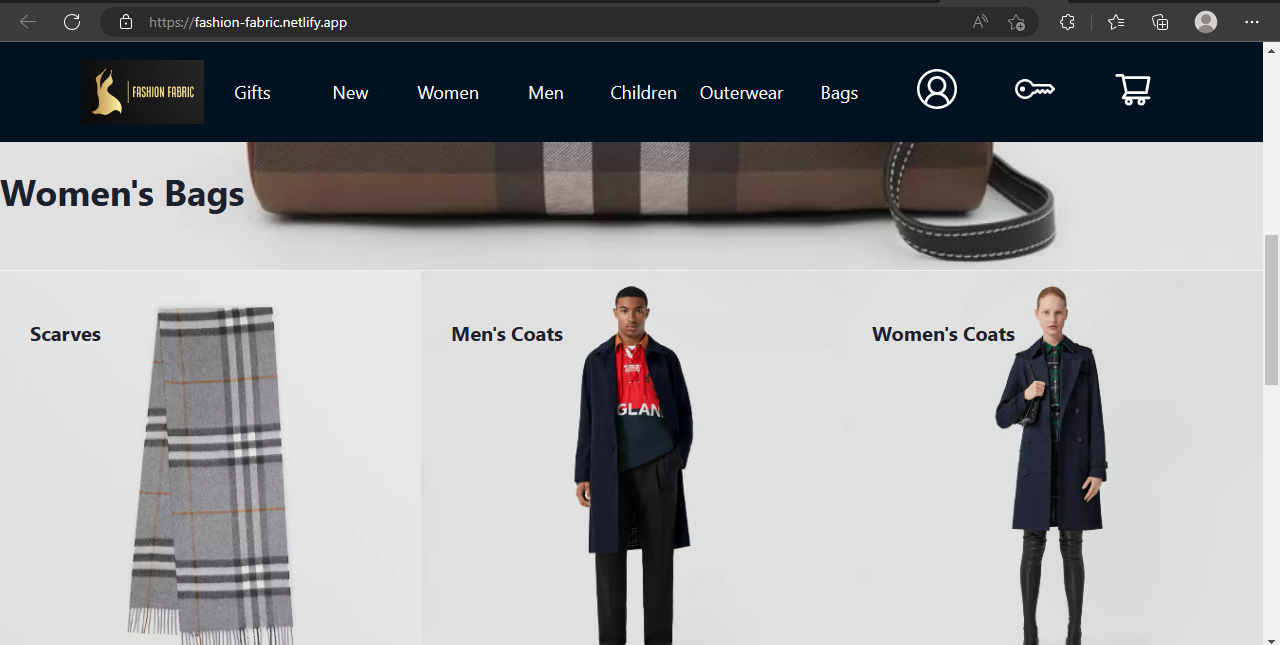 https://fashion-fabric.netlify.app
FASHION FABRIC
Gifts New Women Men Children Outerwear Bags
Women's Bags
Scarves Men's Coats Women's Coats
GLAN